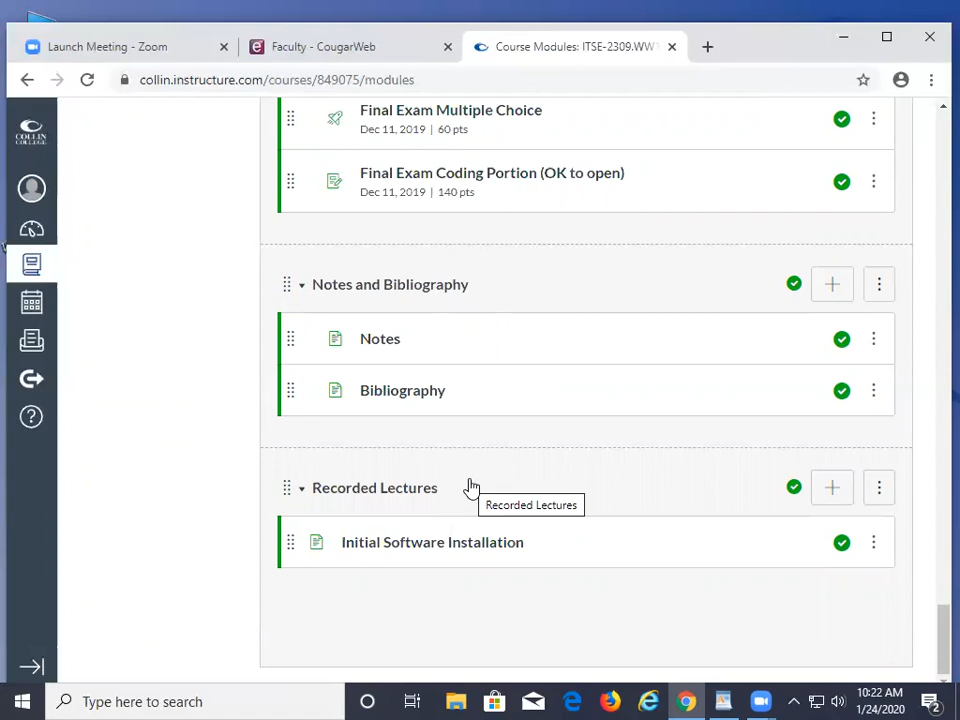 Launch Meeting - Zoom
Faculty - CougarWeb
Course Modules: ITSE-2309.WW
collin.instructure.com/courses/849075/modules
COLLIN
COLLEGE
Final Exam Multiple Choice
Dec 11, 2019 | 60 pts
Final Exam Coding Portion (OK to open)
Dec 11, 2019 | 140 pts
Notes and Bibliography
Notes
Bibliography
Recorded Lectures
Recorded Lectures
Initial Software Installation
Type here to search
10:22 AM
1/24/2020
2